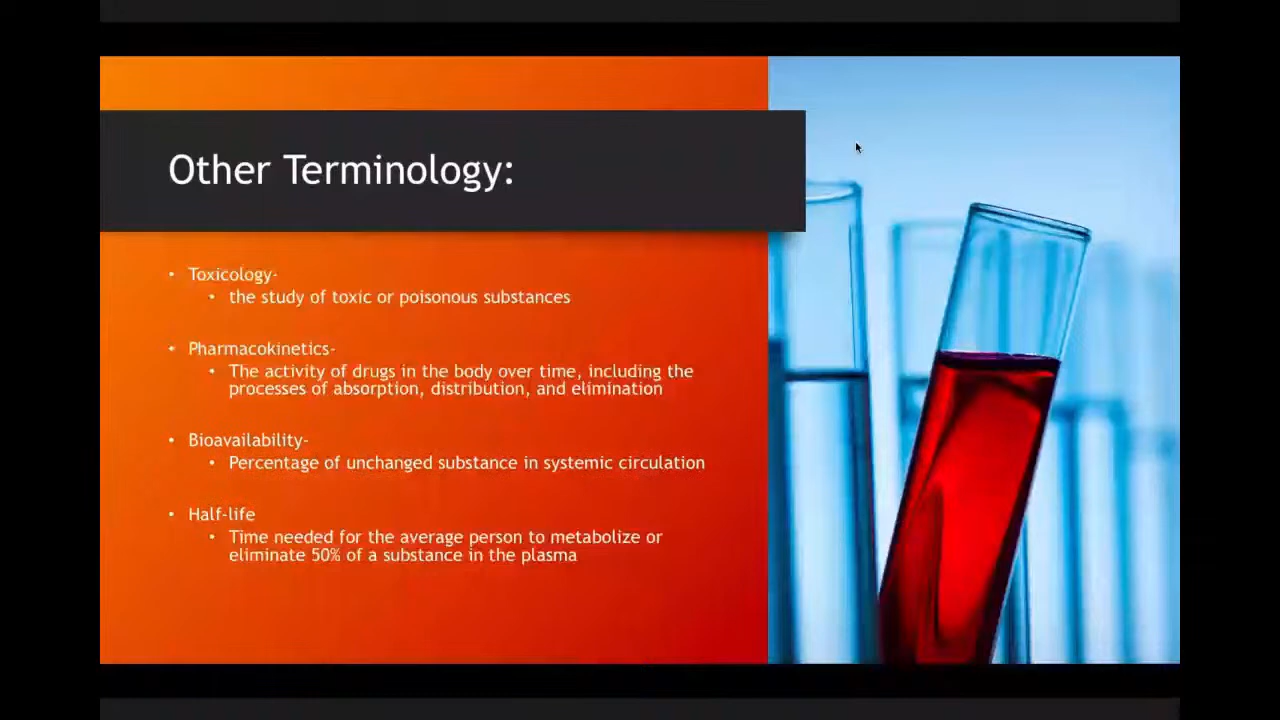 Other Terminology:
• Toxicology-
• the study of toxic or poisonous substances
• Pharmacokinetics-
• The activity of drugs in the body over time, including the
processes of absorption, distribution, and elimination
• Bioavailability-
• Percentage of unchanged substance in systemic circulation
• Half-life
• Time needed for the average person to metabolize or
eliminate 50% of a substance in the plasma